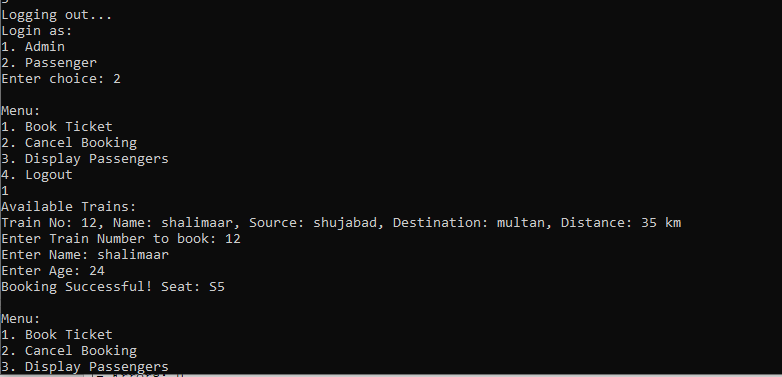 Logging out...
Login as:
1. Admin
2. Passenger
Enter choice: 2
Menu:
1. Book Ticket
2. Cancel Booking
3. Display Passengers
4. Logout
1
Available Trains:
Train No: 12, Name: shalimaar, Source: shujabad, Destination: multan, Distance: 35 km
Enter Train Number to book: 12
Enter Name: shalimaar
Enter Age: 24
Booking Successful! Seat: S5
Menu:
1. Book Ticket
2. Cancel Booking
3. Display Passengers